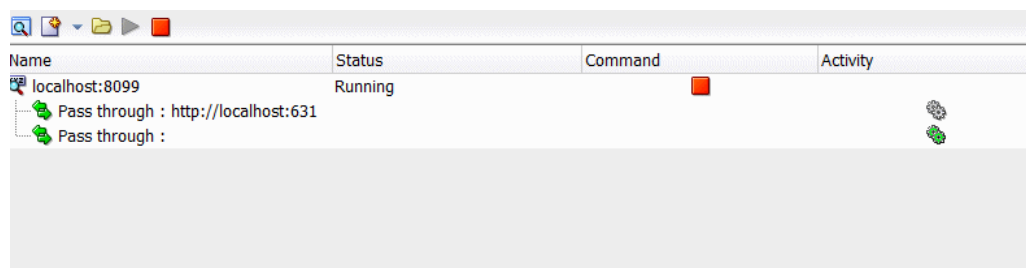 Name Status Command Activity
localhost:8099 Running
Pass through : http://localhost:631
Pass through :